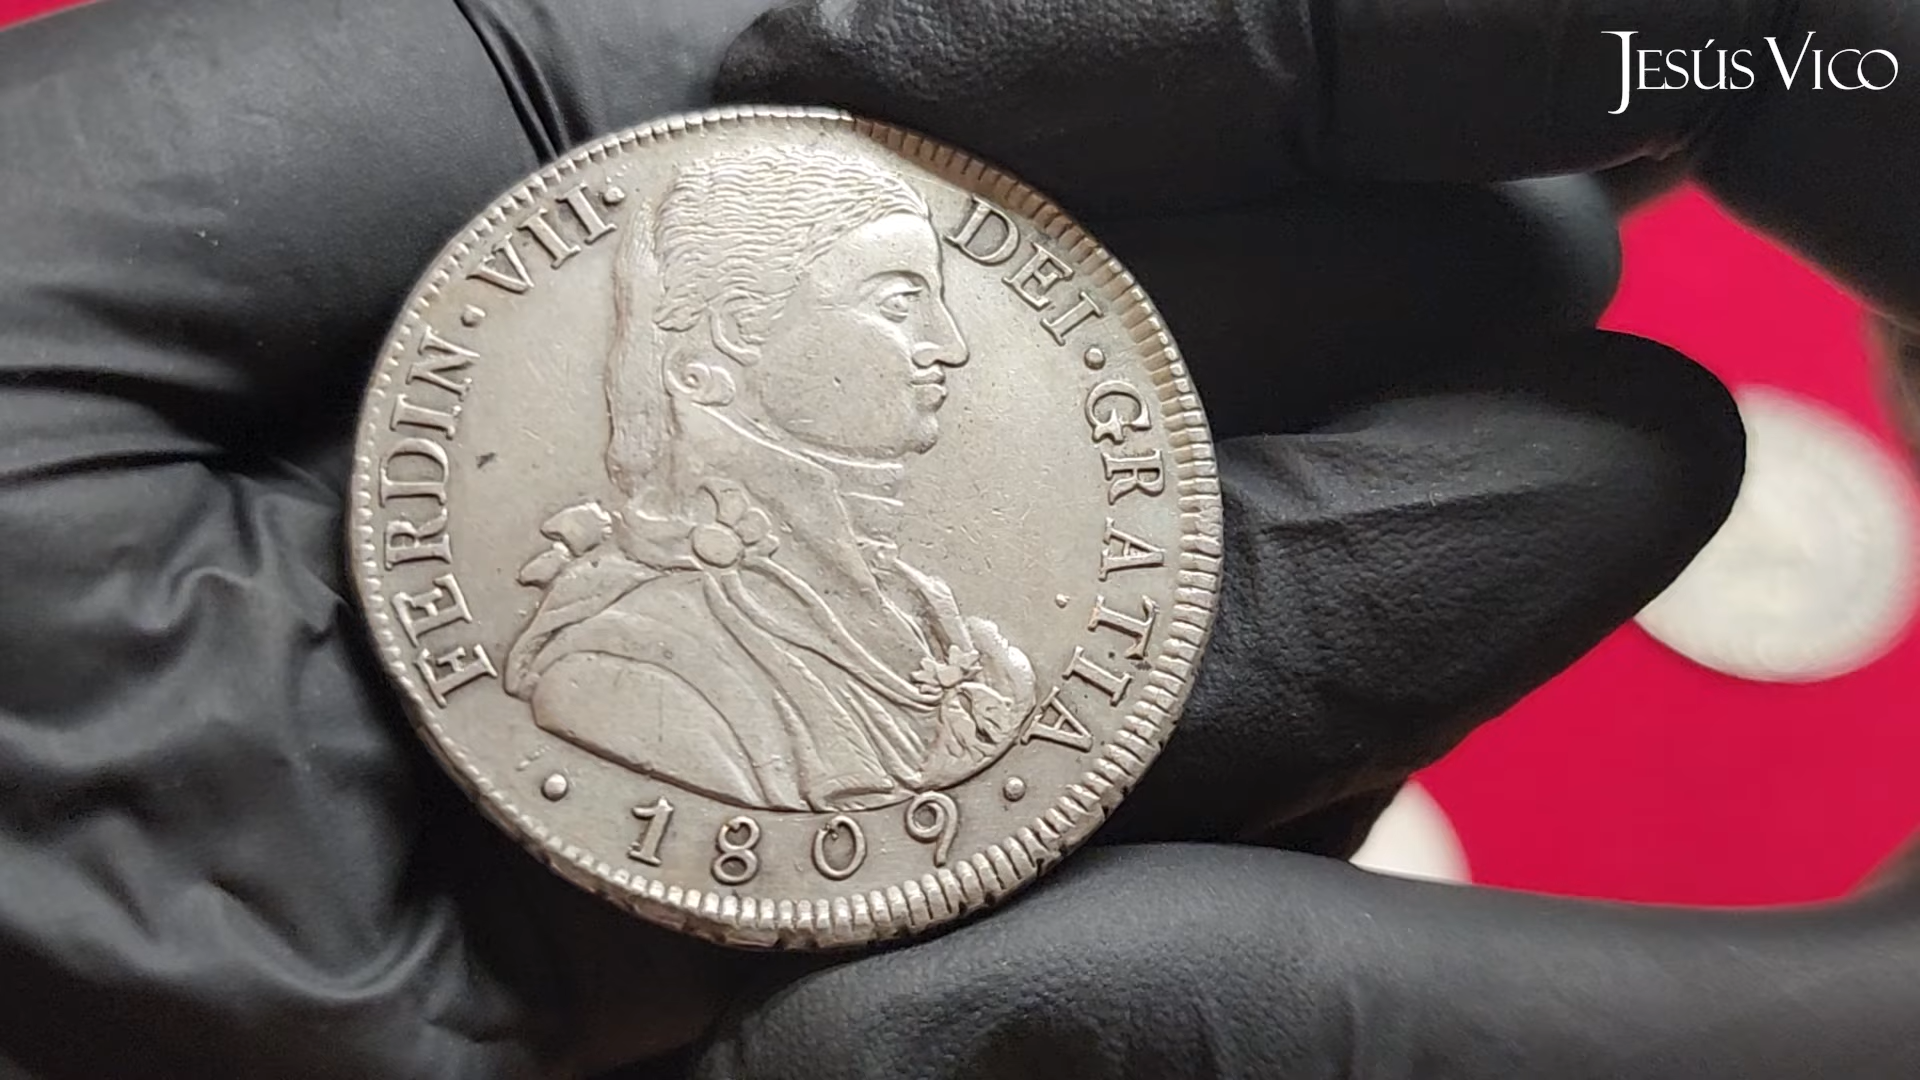 JESÚS VICO
FERDIN · VII · DEI · GRATIA
· 1809 ·